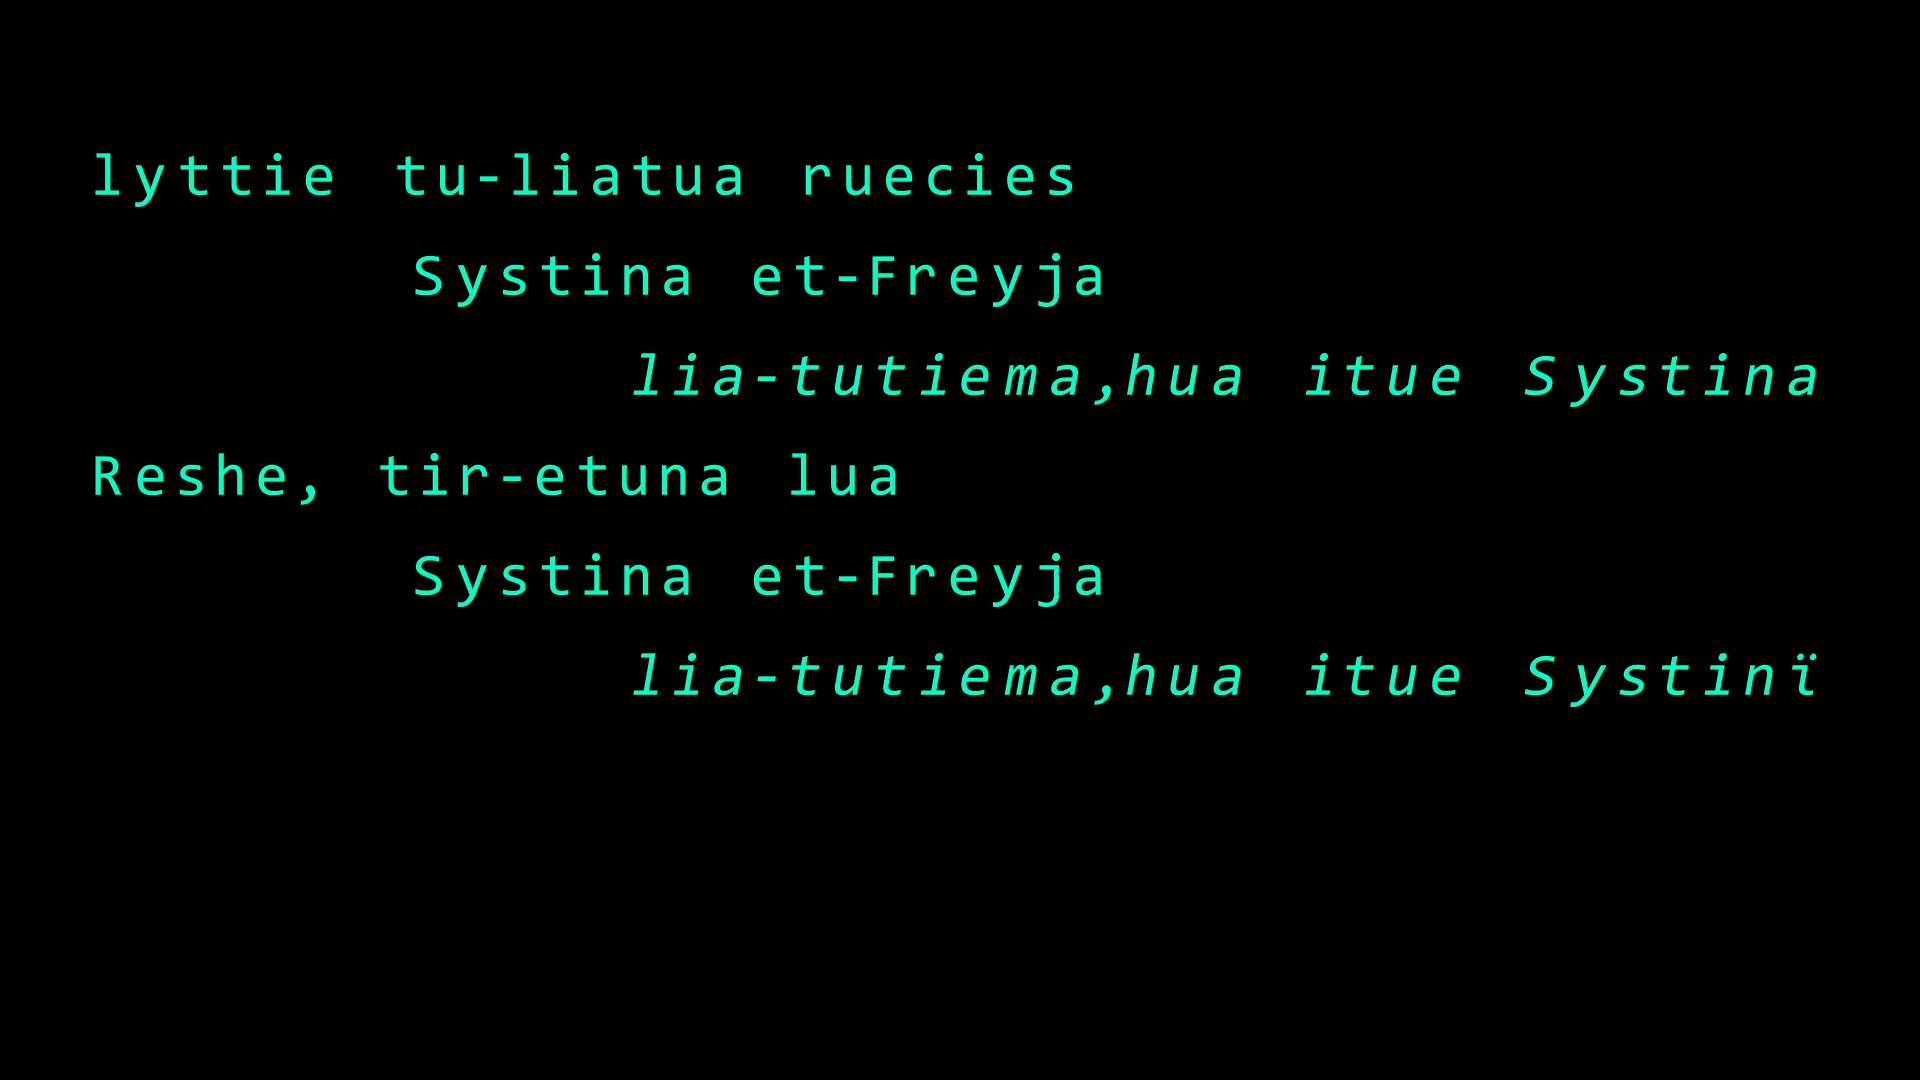 lyttie tu-liatua ruecies
Systina et-Freyja
lia-tutiema,hua itue Systina
Reshe, tir-etuna lua
Systina et-Freyja
lia-tutiema,hua itue Systinï